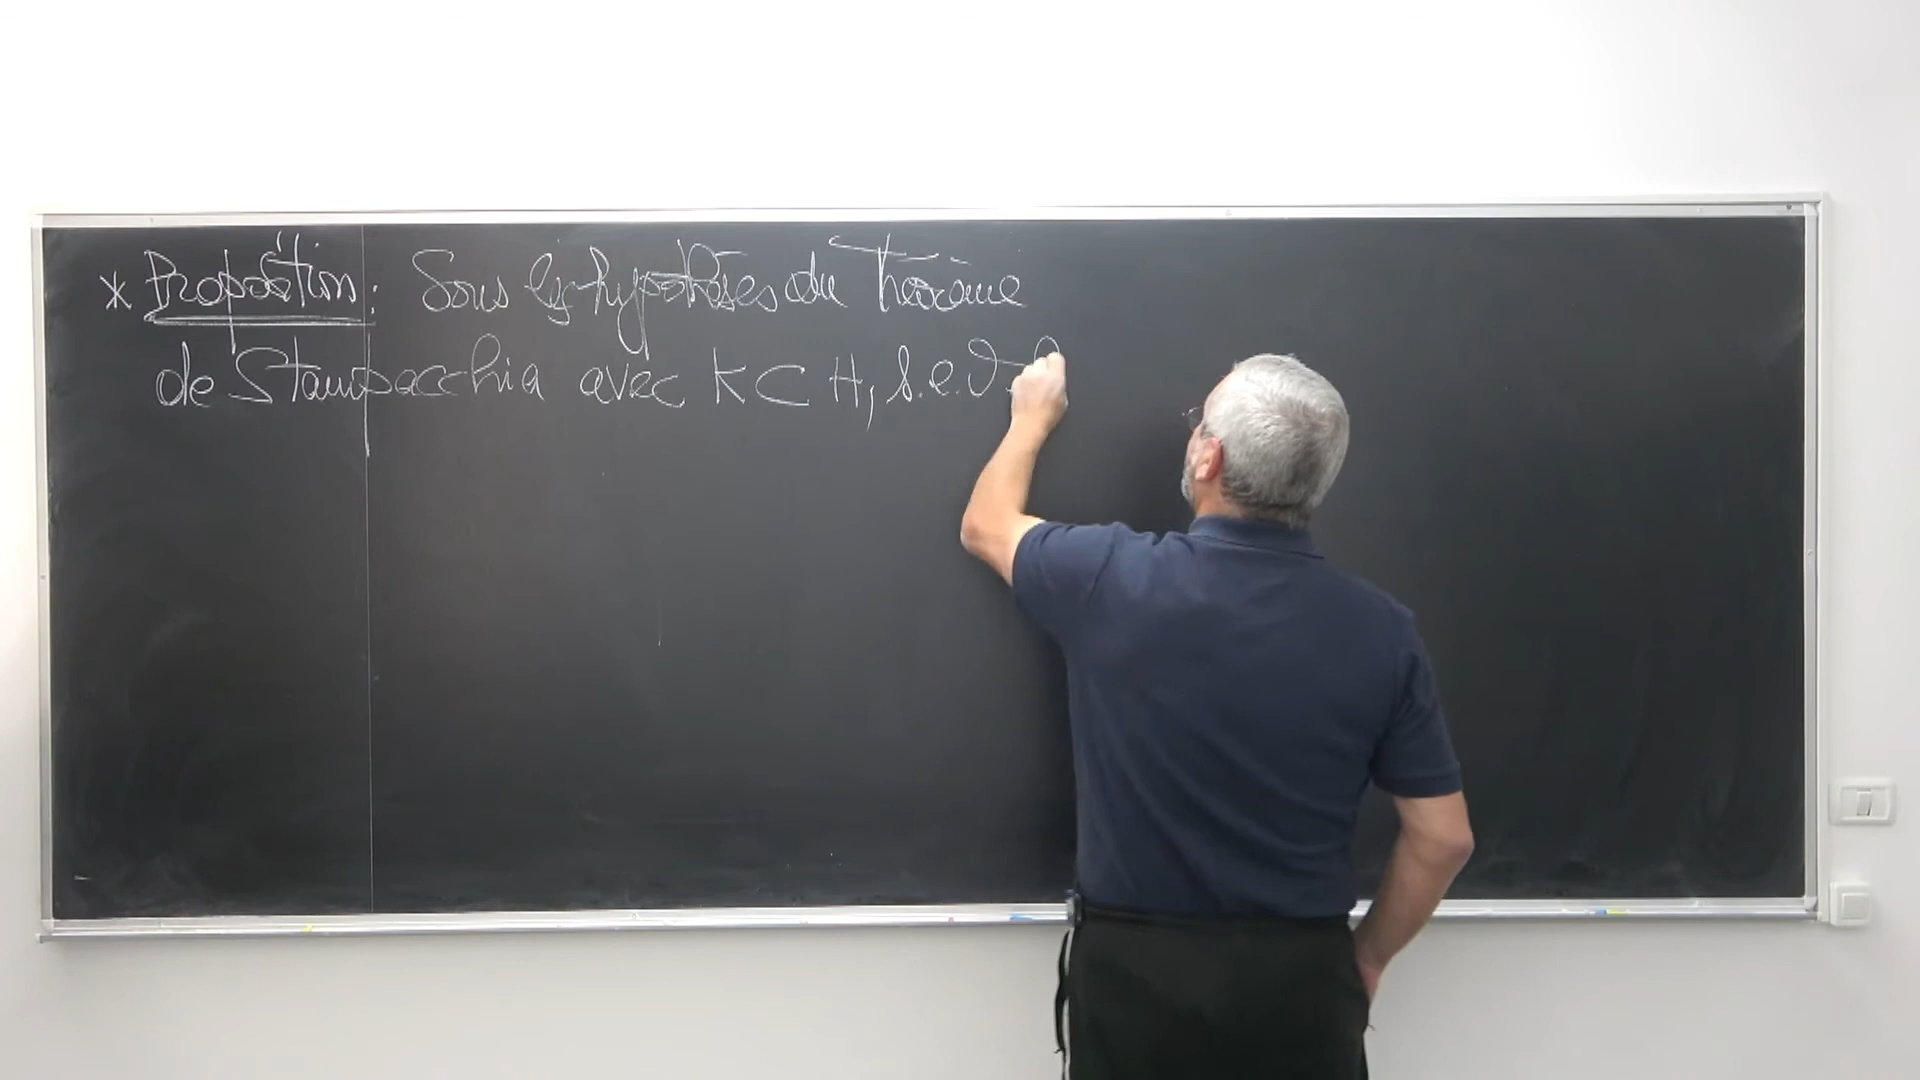 * Proposition : Sous les hypothèses du Théorème
de Stampacchia avec K ⊂ H, s.e.v